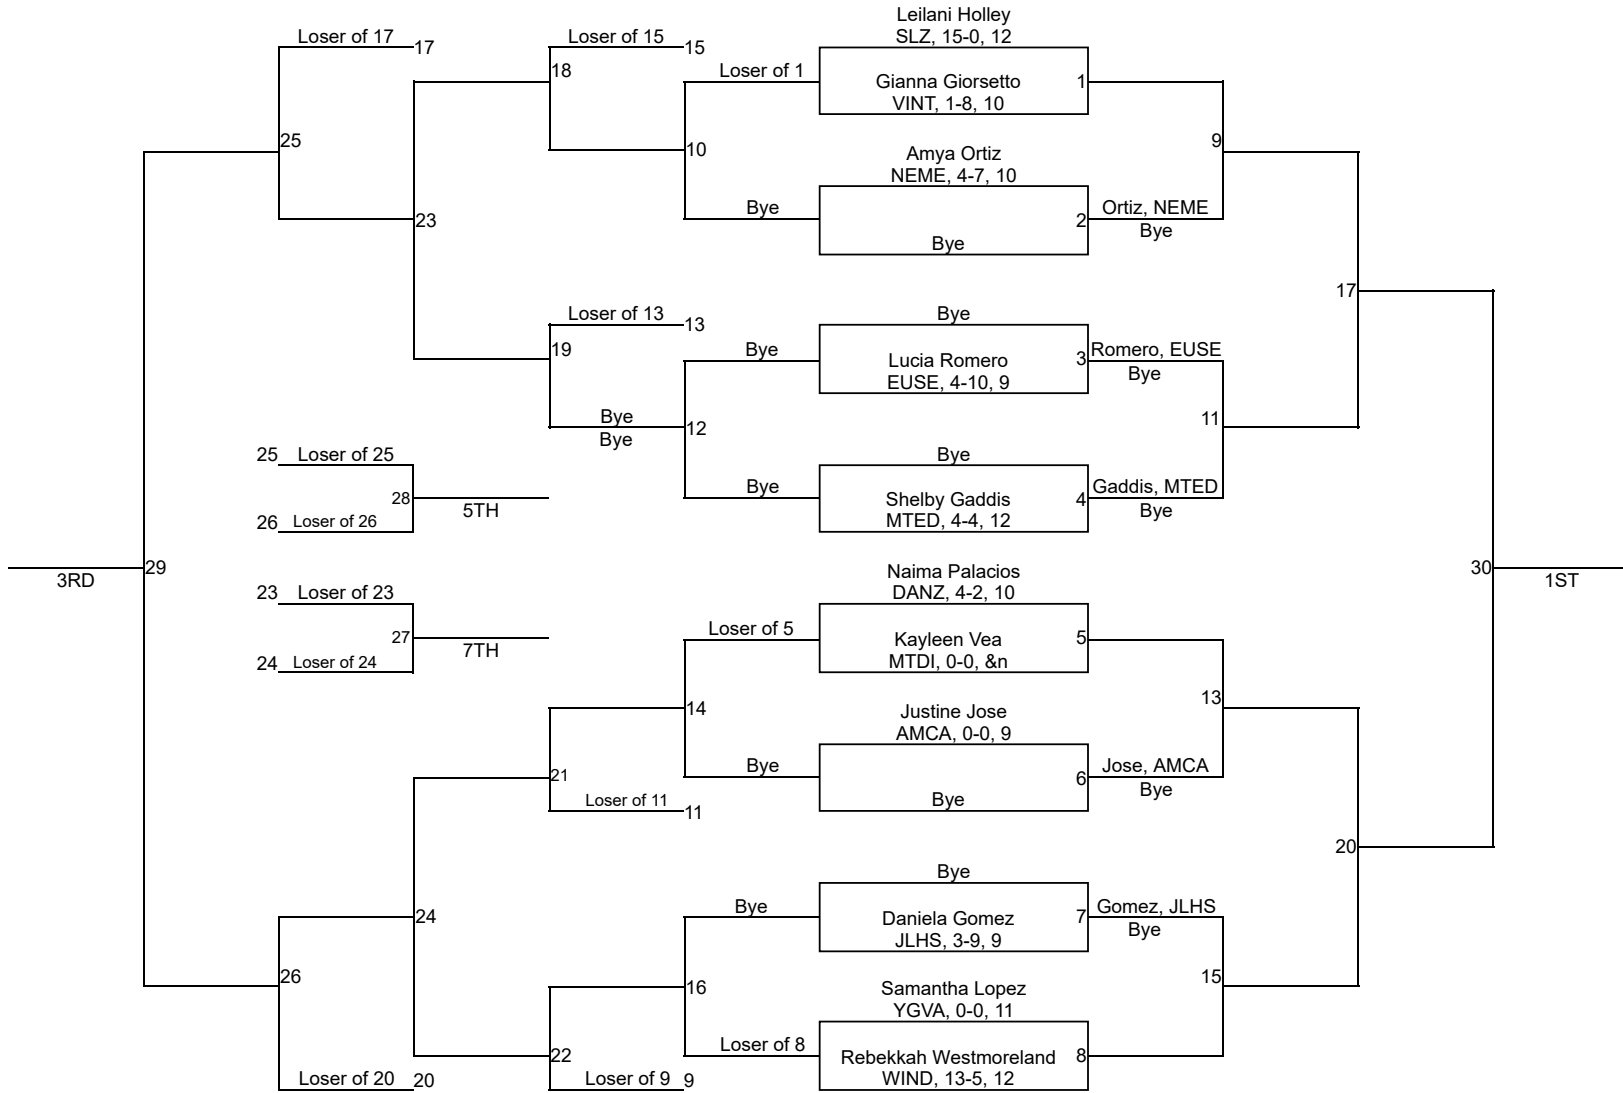 Leilani Holley
Loser of 17
17
Loser of 15
15
SLZ, 15-0, 12
18
Loser of 1
Gianna Giorsetto
1
VINT, 1-8, 10
25
10
Amya Ortiz
9
NEME, 4-7, 10
23
Bye
2
Ortiz, NEME
Bye
Bye
17
Loser of 13
13
Bye
19
Bye
Lucia Romero
3
Romero, EUSE
EUSE, 4-10, 9
Bye
Bye
12
11
Bye
25
Loser of 25
Bye
28
5TH
Bye
Shelby Gaddis
4
Gaddis, MTED
26
Loser of 26
MTED, 4-4, 12
Bye
3RD
29
Naima Palacios
30
1ST
23
Loser of 23
DANZ, 4-2, 10
27
7TH
Loser of 5
Kayleen Vea
5
24
Loser of 24
MTDI, 0-0, &n
14
Justine Jose
13
AMCA, 0-0, 9
21
Bye
6
Jose, AMCA
Loser of 11
11
Bye
Bye
20
Bye
24
Bye
Daniela Gomez
7
Gomez, JLHS
JLHS, 3-9, 9
Bye
26
16
Samantha Lopez
15
YGVA, 0-0, 11
22
Loser of 8
Rebekkah Westmoreland
8
Loser of 20
20
Loser of 9
9
WIND, 13-5, 12